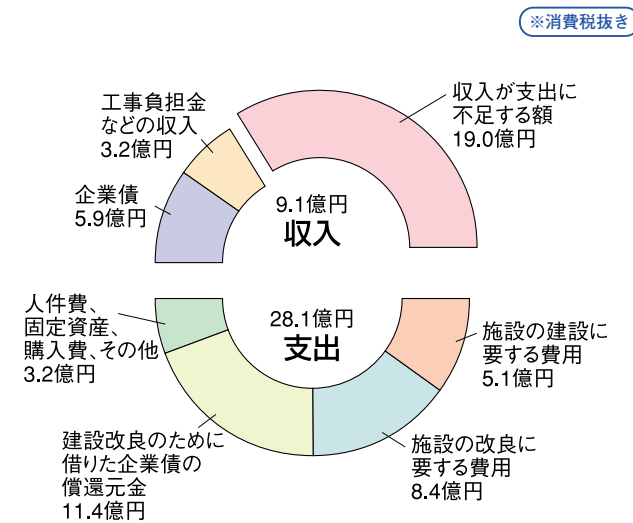 ※消費税抜き
工事負担金
などの収入
3.2億円
企業債
5.9億円
収入が支出に
不足する額
19.0億円
9.1億円
収入
28.1億円
支出
人件費、
固定資産、
購入費、その他
3.2億円
建設改良のために
借りた企業債の
償還元金
11.4億円
施設の建設に
要する費用
5.1億円
施設の改良に
要する費用
8.4億円